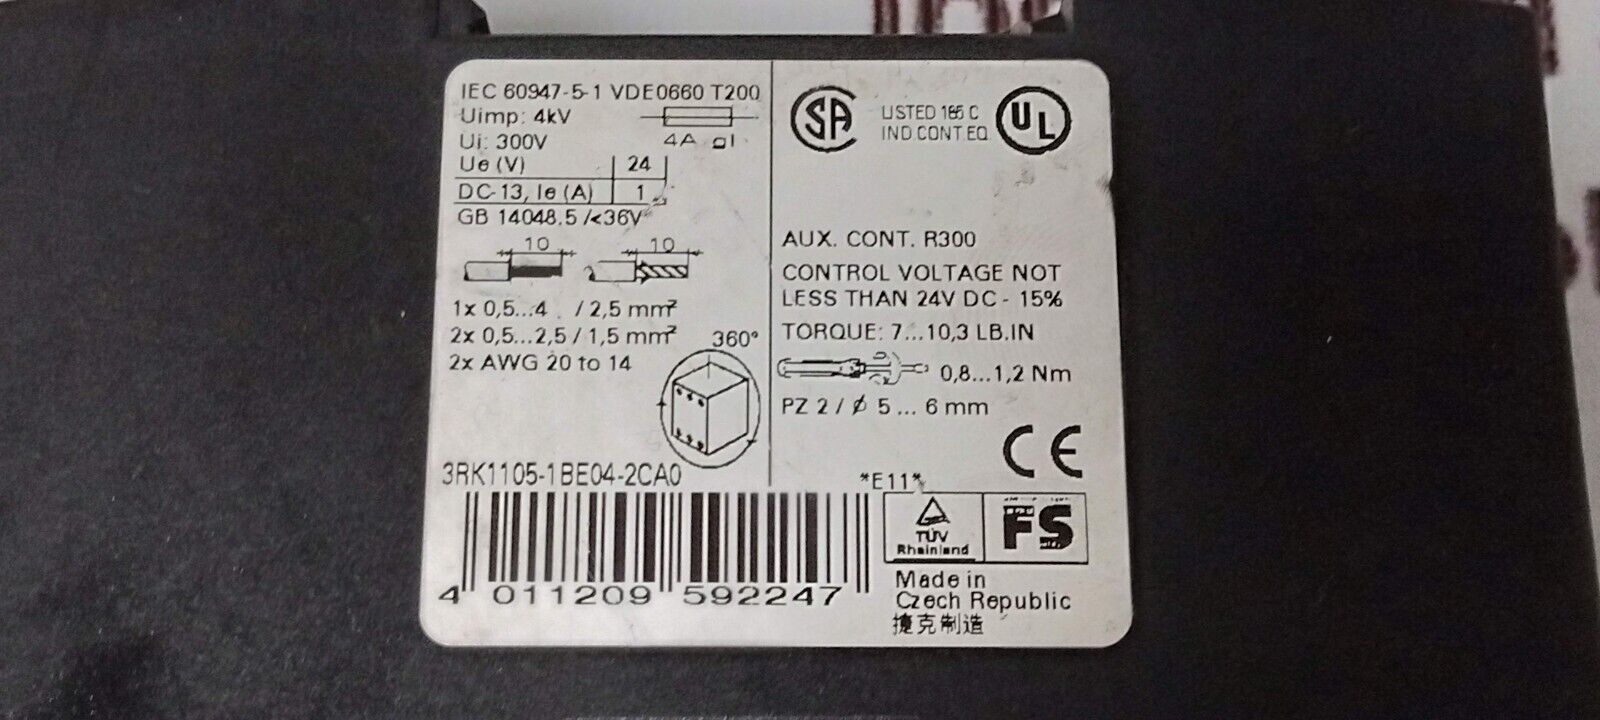 IEC 60947-5-1 VDE0660 T200
Uimp: 4kV
Ui: 300V
4A gl
Ue (V) 24
DC-13, Ie (A) 1
GB 14048.5 /<36V
10 10
1x 0,5...4 / 2,5 mm²
2x 0,5...2,5 / 1,5 mm²
2x AWG 20 to 14
360°
3RK1105-1BE04-2CA0
4 011209 592247
SA
LISTED 165 C
IND CONT. EQ.
UL
AUX. CONT. R300
CONTROL VOLTAGE NOT
LESS THAN 24V DC - 15%
TORQUE: 7...10,3 LB.IN
0,8...1,2 Nm
PZ 2 / ø 5 ... 6 mm
CE
*E11*
TÜV
Rheinland
FS
Made in
Czech Republic
捷克制造